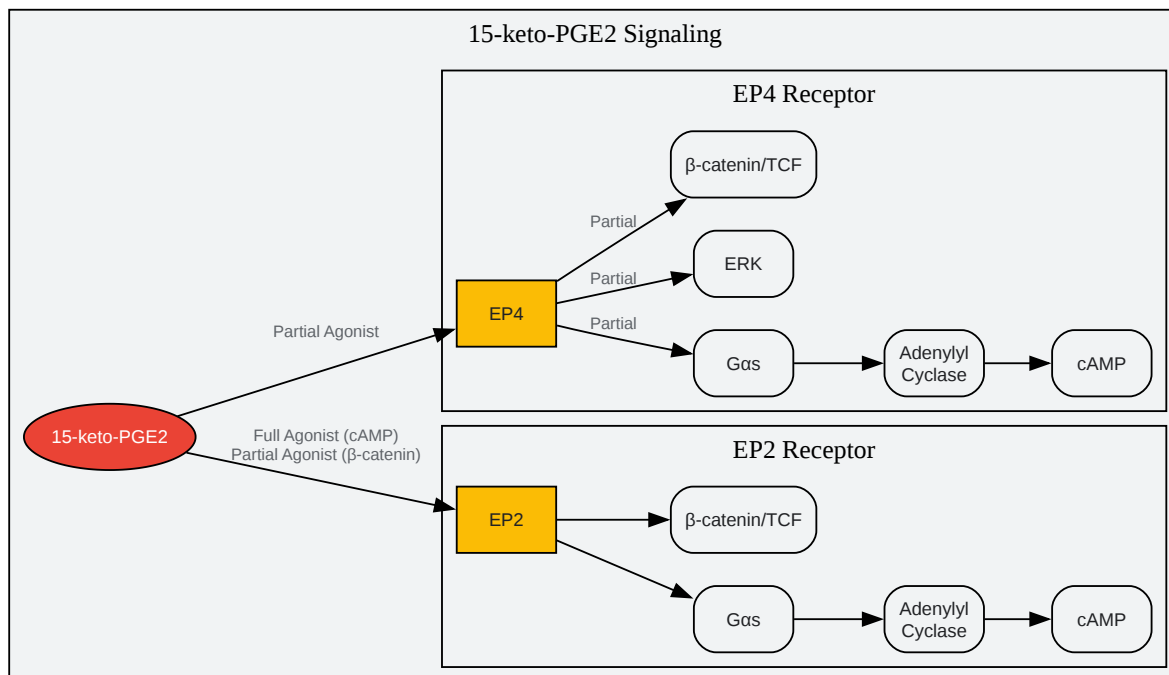 15-keto-PGE2 Signaling
EP4 Receptor
β-catenin/TCF
Partial
ERK
Partial
EP4
Partial
Partial Agonist
Gαs
Adenylyl
Cyclase
cAMP
15-keto-PGE2
Full Agonist (cAMP)
Partial Agonist (β-catenin)
EP2 Receptor
EP2
β-catenin/TCF
Gαs
Adenylyl
Cyclase
cAMP